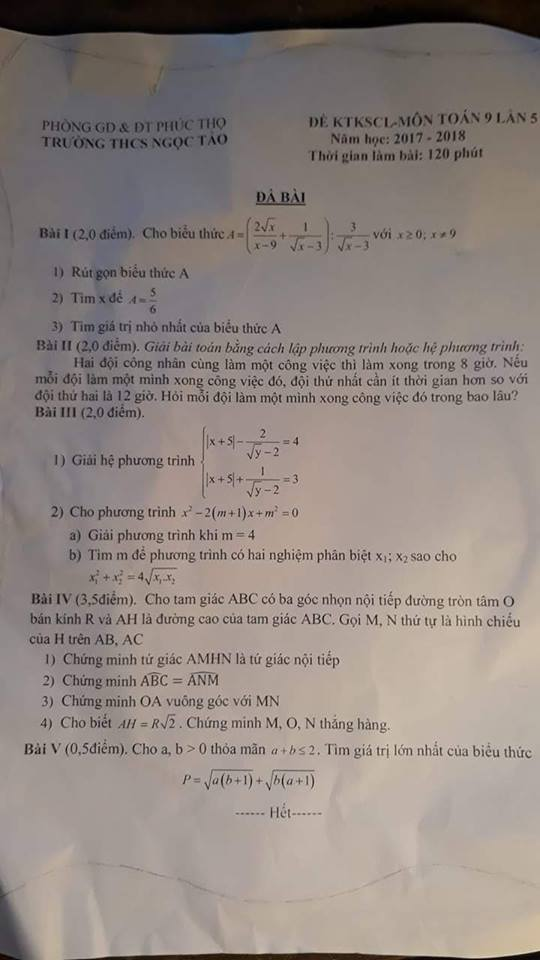 PHÒNG GD & ĐT PHÚC THỌ
TRƯỜNG THCS NGỌC TẢO
ĐỀ KTKSCL-MÔN TOÁN 9 LẦN 5
Năm học: 2017 - 2018
Thời gian làm bài: 120 phút
ĐẢ BÀI
Bài I (2,0 điểm). Cho biểu thức A = (2√x/(x−9) + 1/(√x−3)) : 3/(√x−3) với x ≥ 0; x ≠ 9
1) Rút gọn biểu thức A
2) Tìm x để A = 5/6
3) Tìm giá trị nhỏ nhất của biểu thức A
Bài II (2,0 điểm). Giải bài toán bằng cách lập phương trình hoặc hệ phương trình:
Hai đội công nhân cùng làm một công việc thì làm xong trong 8 giờ. Nếu
mỗi đội làm một mình xong công việc đó, đội thứ nhất cần ít thời gian hơn so với
đội thứ hai là 12 giờ. Hỏi mỗi đội làm một mình xong công việc đó trong bao lâu?
Bài III (2,0 điểm).
1) Giải hệ phương trình { |x + 5| − 2/(√y − 2) = 4
|x + 5| + 1/(√y − 2) = 3
2) Cho phương trình x² − 2(m+1)x + m² = 0
a) Giải phương trình khi m = 4
b) Tìm m để phương trình có hai nghiệm phân biệt x₁; x₂ sao cho
x₁² + x₂² = 4√x₁.x₂
Bài IV (3,5điểm). Cho tam giác ABC có ba góc nhọn nội tiếp đường tròn tâm O
bán kính R và AH là đường cao của tam giác ABC. Gọi M, N thứ tự là hình chiếu
của H trên AB, AC
1) Chứng minh tứ giác AMHN là tứ giác nội tiếp
2) Chứng minh ABC = ANM
3) Chứng minh OA vuông góc với MN
4) Cho biết AH = R√2. Chứng minh M, O, N thẳng hàng.
Bài V (0,5điểm). Cho a, b > 0 thỏa mãn a + b ≤ 2. Tìm giá trị lớn nhất của biểu thức
P = √a(b+1) + √b(a+1)
------ Hết------